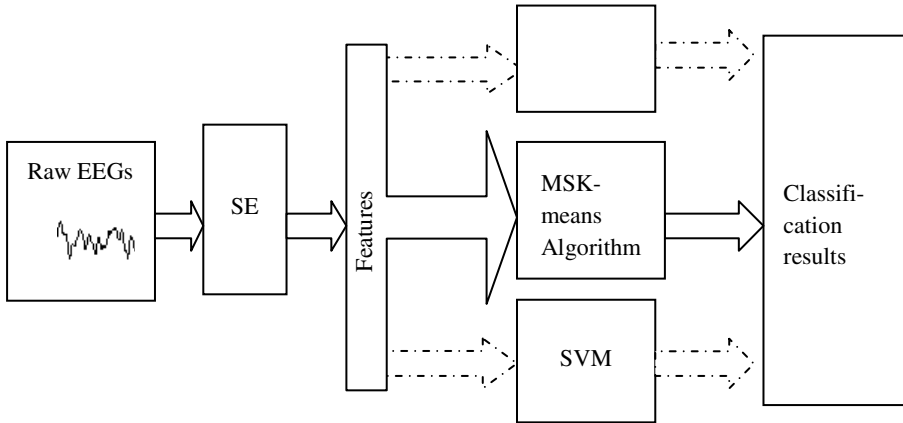 Raw EEGs
SE
Features
MSK-
means
Algorithm
SVM
Classifi-
cation
results